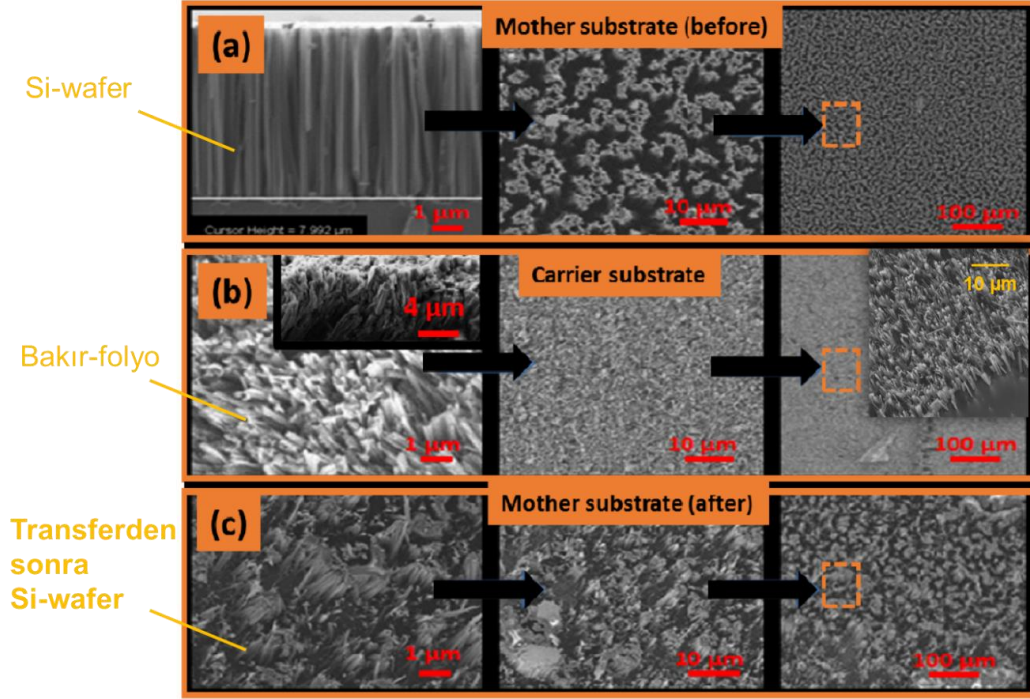 (a)
Mother substrate (before)
Si-wafer
1 µm
10 µm
100 µm
Cursor Height = 7.992 µm
(b)
Carrier substrate
4 µm
10 µm
Bakır-folyo
1 µm
10 µm
100 µm
(c)
Mother substrate (after)
Transferden
sonra
Si-wafer
1 µm
10 µm
100 µm